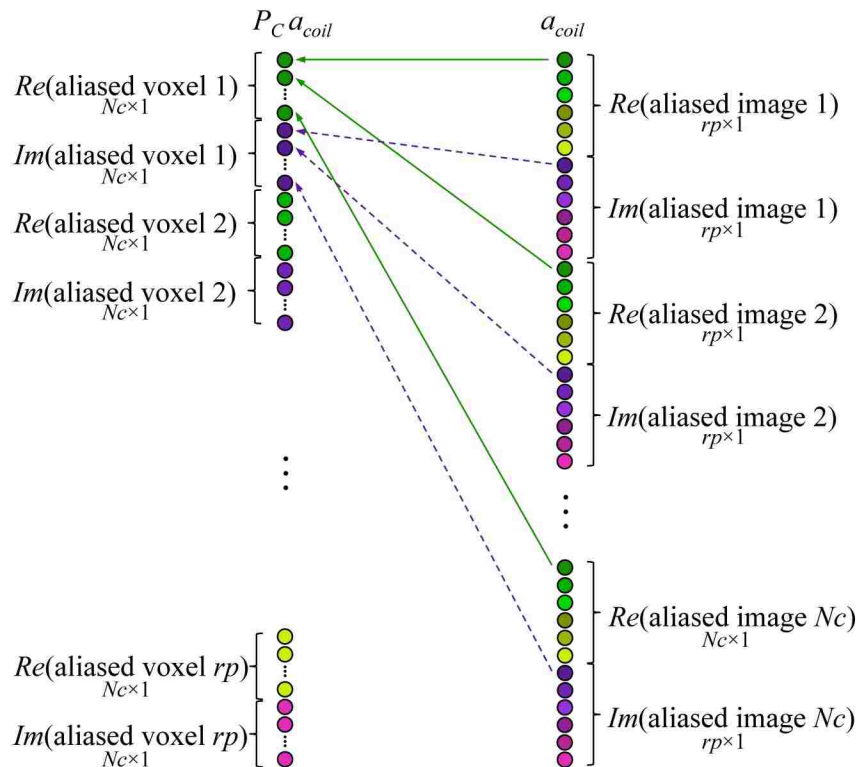 P_C a_coil
Re(aliased voxel 1)
Nc×1
Im(aliased voxel 1)
Nc×1
Re(aliased voxel 2)
Nc×1
Im(aliased voxel 2)
Nc×1
Re(aliased voxel rp)
Nc×1
Im(aliased voxel rp)
Nc×1
a_coil
Re(aliased image 1)
rp×1
Im(aliased image 1)
rp×1
Re(aliased image 2)
rp×1
Im(aliased image 2)
rp×1
Re(aliased image Nc)
Nc×1
Im(aliased image Nc)
rp×1